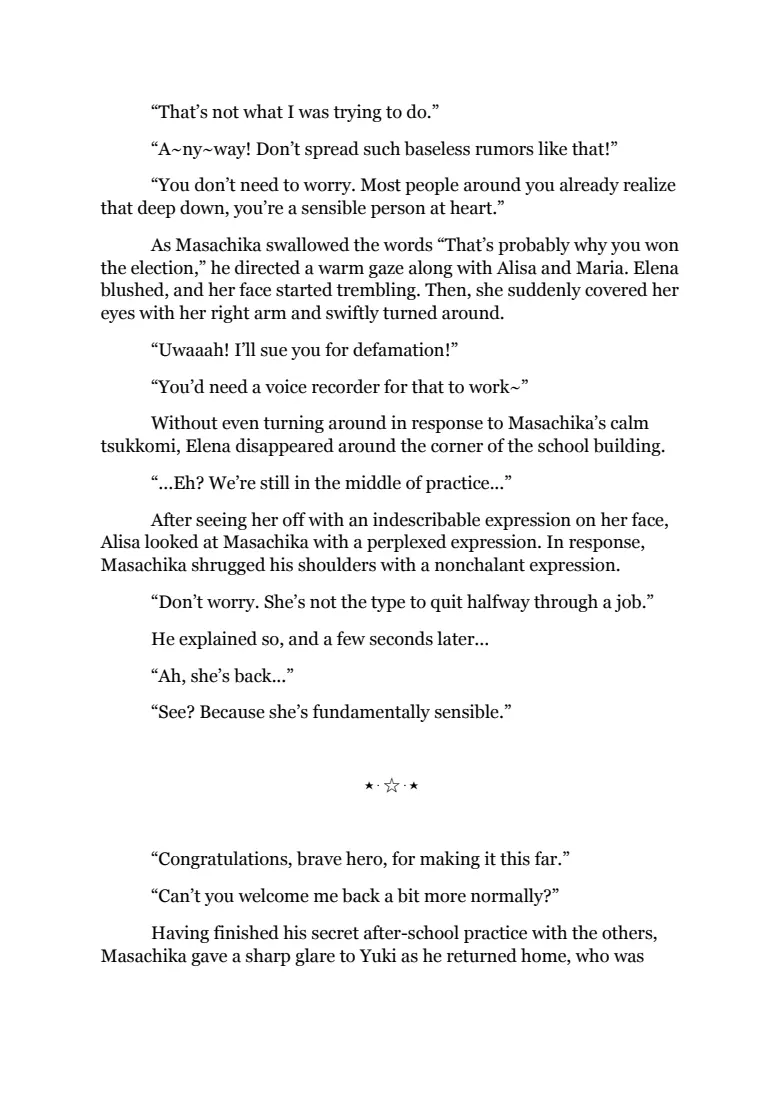 “That’s not what I was trying to do.”
“A~ny~way! Don’t spread such baseless rumors like that!”
“You don’t need to worry. Most people around you already realize
that deep down, you’re a sensible person at heart.”
As Masachika swallowed the words “That’s probably why you won
the election,” he directed a warm gaze along with Alisa and Maria. Elena
blushed, and her face started trembling. Then, she suddenly covered her
eyes with her right arm and swiftly turned around.
“Uwaaah! I’ll sue you for defamation!”
“You’d need a voice recorder for that to work~”
Without even turning around in response to Masachika’s calm
tsukkomi, Elena disappeared around the corner of the school building.
“...Eh? We’re still in the middle of practice...”
After seeing her off with an indescribable expression on her face,
Alisa looked at Masachika with a perplexed expression. In response,
Masachika shrugged his shoulders with a nonchalant expression.
“Don’t worry. She’s not the type to quit halfway through a job.”
He explained so, and a few seconds later...
“Ah, she’s back...”
“See? Because she’s fundamentally sensible.”
★·☆·★
“Congratulations, brave hero, for making it this far.”
“Can’t you welcome me back a bit more normally?”
Having finished his secret after-school practice with the others,
Masachika gave a sharp glare to Yuki as he returned home, who was